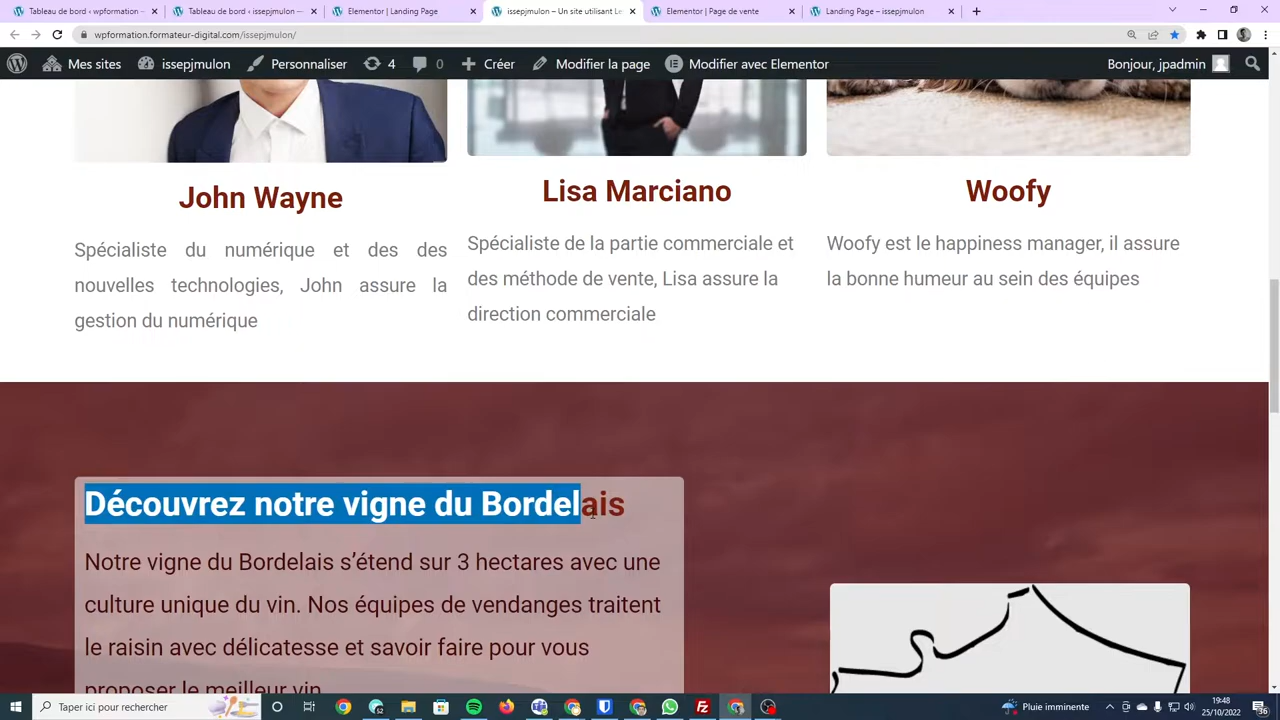 Tableau de bord ‹ wpformation
Tableau de bord ‹ issepjmulon —
Elementor | Landing Page
issepjmulon – Un site utilisant Le
Elementor | Page de vente
Landing Page – issepjmulon
wpformation.formateur-digital.com/issepjmulon/
Mes sites
issepjmulon
Personnaliser
4
0
Créer
Modifier la page
Modifier avec Elementor
Bonjour, jpadmin
John Wayne
Lisa Marciano
Woofy
Spécialiste du numérique et des des
nouvelles technologies, John assure la
gestion du numérique
Spécialiste de la partie commerciale et
des méthode de vente, Lisa assure la
direction commerciale
Woofy est le happiness manager, il assure
la bonne humeur au sein des équipes
Découvrez notre vigne du Bordelais
Notre vigne du Bordelais s’étend sur 3 hectares avec une
culture unique du vin. Nos équipes de vendanges traitent
le raisin avec délicatesse et savoir faire pour vous
proposer le meilleur vin
Taper ici pour rechercher
Pluie imminente
19:48
25/10/2022